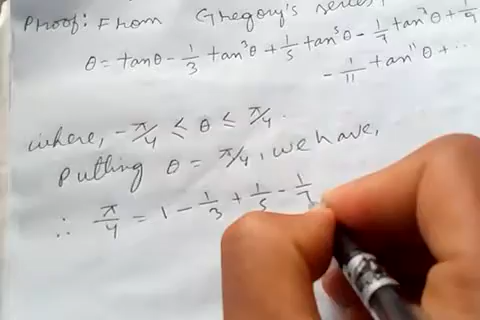 Proof: From Gregory's series,
θ = tanθ - 1/3 tan³θ + 1/5 tan⁵θ - 1/7 tan⁷θ + 1/9
- 1/11 tan¹¹θ + ...
where, -π/4 ≤ θ ≤ π/4.
Putting θ = π/4, we have,
∴ π/4 = 1 - 1/3 + 1/5 - 1/7